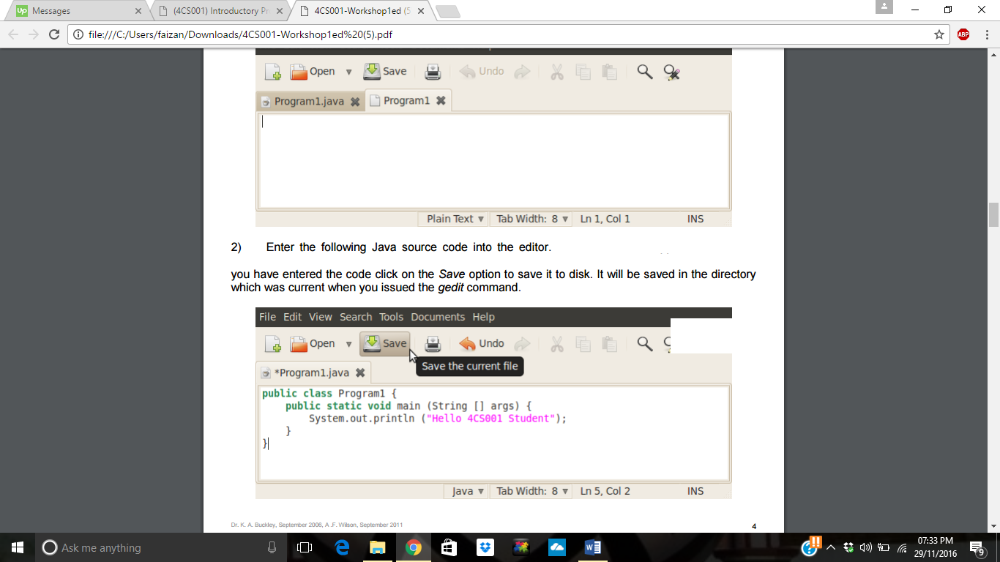 Messages
(4CS001) Introductory Pr
4CS001-Workshop1ed (5
file:///C:/Users/faizan/Downloads/4CS001-Workshop1ed%20(5).pdf
ABP
Open Save Undo
Program1.java Program1
Plain Text Tab Width: 8 Ln 1, Col 1 INS
2) Enter the following Java source code into the editor.
you have entered the code click on the Save option to save it to disk. It will be saved in the directory
which was current when you issued the gedit command.
File Edit View Search Tools Documents Help
Open Save Undo
Save the current file
*Program1.java
public class Program1 {
public static void main (String [] args) {
System.out.println ("Hello 4CS001 Student");
}
}
Java Tab Width: 8 Ln 5, Col 2 INS
Dr. K. A. Buckley, September 2006, A .F. Wilson, September 2011
4
Ask me anything
07:33 PM
29/11/2016
9